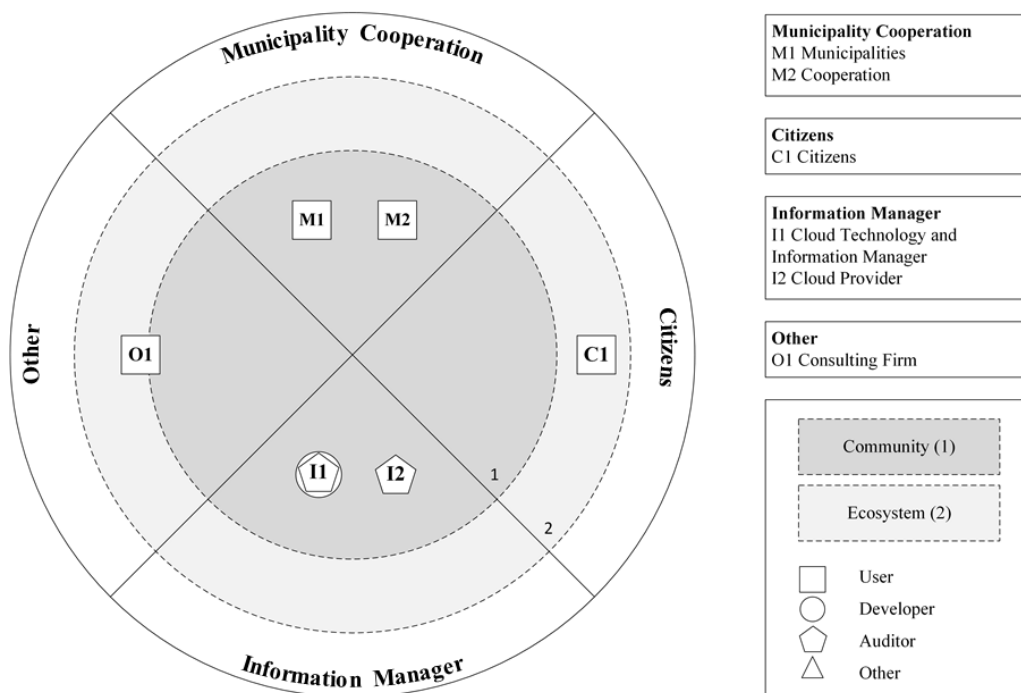 Municipality Cooperation
Other
Citizens
Information Manager
M1
M2
O1
C1
I1
I2
1
2
Municipality Cooperation
M1 Municipalities
M2 Cooperation
Citizens
C1 Citizens
Information Manager
I1 Cloud Technology and
Information Manager
I2 Cloud Provider
Other
O1 Consulting Firm
Community (1)
Ecosystem (2)
User
Developer
Auditor
Other